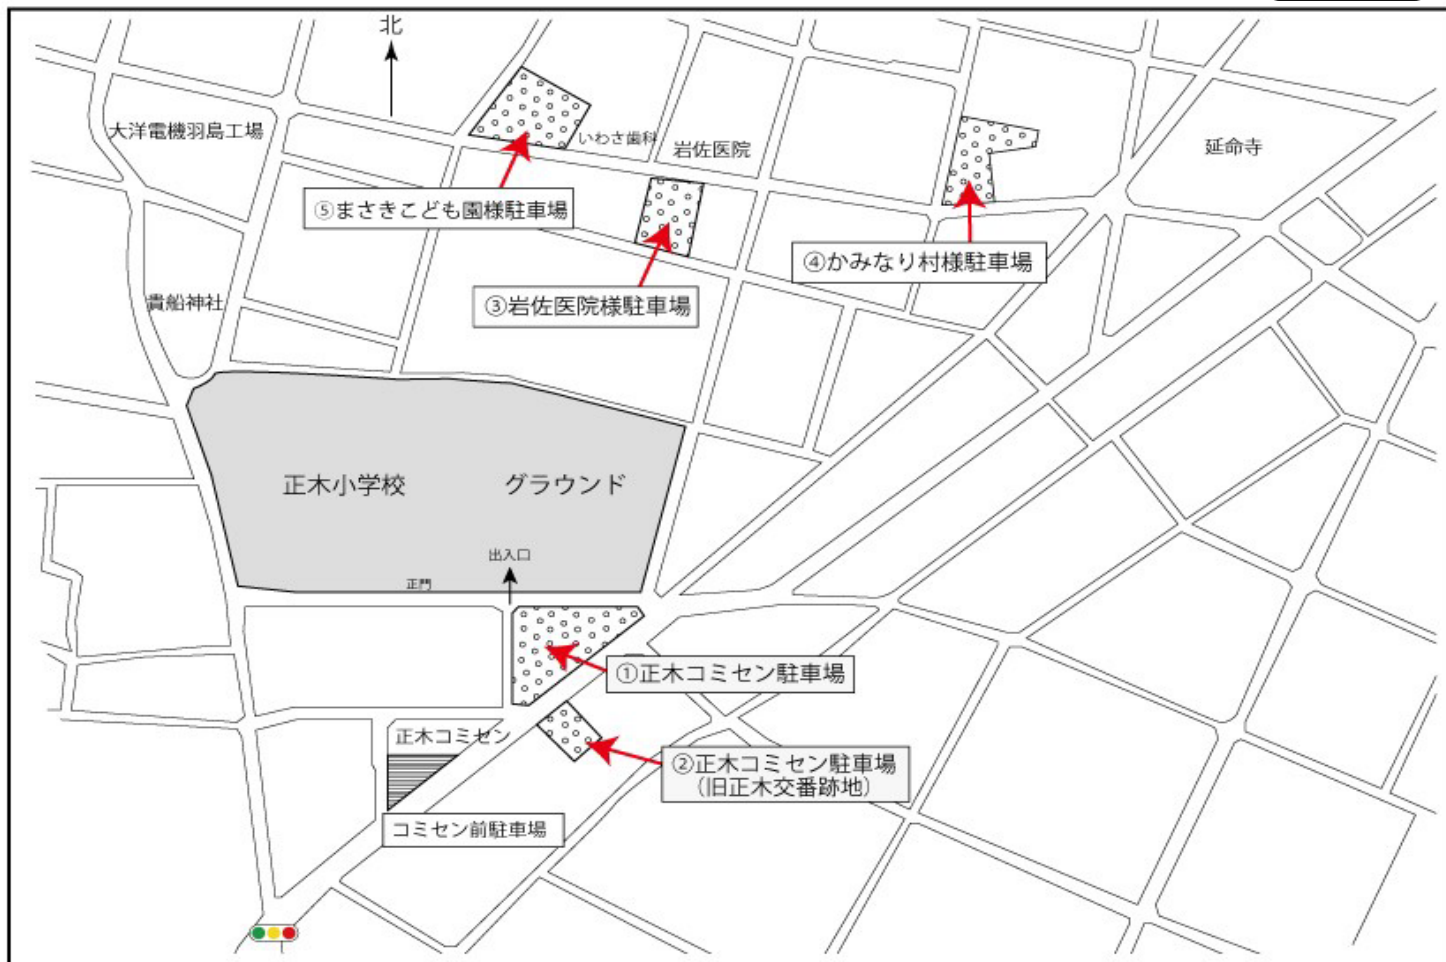 北
大洋電機羽島工場
いわさ歯科
岩佐医院
延命寺
⑤まさきこども園様駐車場
④かみなり村様駐車場
貴船神社
③岩佐医院様駐車場
正木小学校
グラウンド
出入口
正門
①正木コミセン駐車場
正木コミセン
②正木コミセン駐車場
（旧正木交番跡地）
コミセン前駐車場